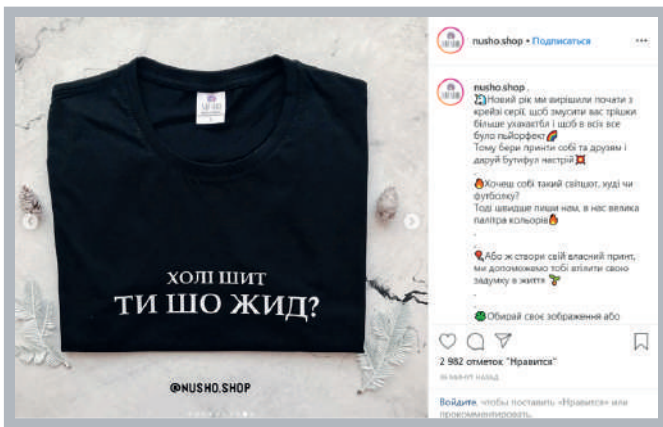 ХОЛІ ШИТ
ТИ ШО ЖИД?
@NUSHO.SHOP
nusho.shop • Подписаться
nusho.shop .
Новий рік ми вирішили почати з
крейзі серії, щоб змусити вас трішки
більше ухахактбл і щоб в всіх все
було пьйорфект
Тому бери принти собі та друзям і
даруй бутифул настрій
.
Хочеш собі такий світшот, худі чи
футболку?
Тоді швидше пиши нам, в нас велика
палітра кольорів
.
.
Або ж створи свій власний принт,
ми допоможемо тобі втілити свою
задумку в життя
.
.
Обирай своє зображення або
2 982 отметок "Нравится"
назад
Войдите, чтобы поставить «Нравится» или
прокомментировать.